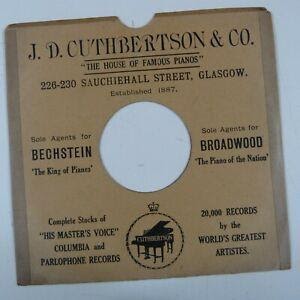 J. D. CUTHBERTSON & CO.
"THE HOUSE OF FAMOUS PIANOS"
226-230 SAUCHIEHALL STREET, GLASGOW.
Established 1887.
Sole Agents for
BECHSTEIN
'The King of Pianes'
Sole Agents for
BROADWOOD
'The Piano of the Nation'
Complete Stocks of
"HIS MASTER'S VOICE"
COLUMBIA and
PARLOPHONE RECORDS
CUTHBERTSON
20,000 RECORDS
by the
WORLD'S GREATEST
ARTISTES.